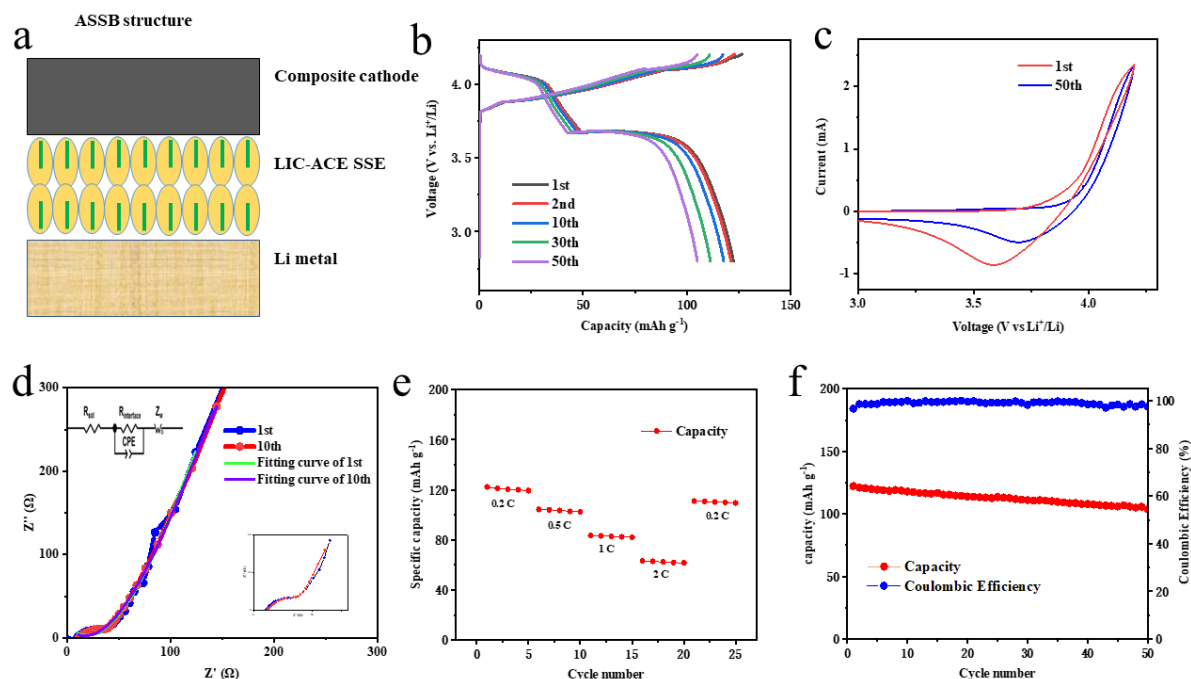 ASSB structure
a
Composite cathode
LIC-ACE SSE
Li metal
b
Voltage (V vs. Li⁺/Li)
4.0
3.5
3.0
1st
2nd
10th
30th
50th
0 50 100 150
Capacity (mAh g⁻¹)
c
Current (mA)
3
2
1
0
-1
1st
50th
3.0 3.5 4.0
Voltage (V vs Li⁺/Li)
d
Z'' (Ω)
300
200
100
0
Rsol Rinterface Zw
CPE
1st
10th
Fitting curve of 1st
Fitting curve of 10th
0 100 200 300
Z' (Ω)
e
Specific capacity (mAh g⁻¹)
200
160
120
80
40
0
Capacity
0.2 C
0.5 C
1 C
2 C
0.2 C
0 5 10 15 20 25
Cycle number
f
capacity (mAh g⁻¹)
200
150
100
50
0
Capacity
Coulombic Efficiency
0 10 20 30 40 50
Cycle number
100
80
60
40
20
0
Coulombic Efficiency (%)